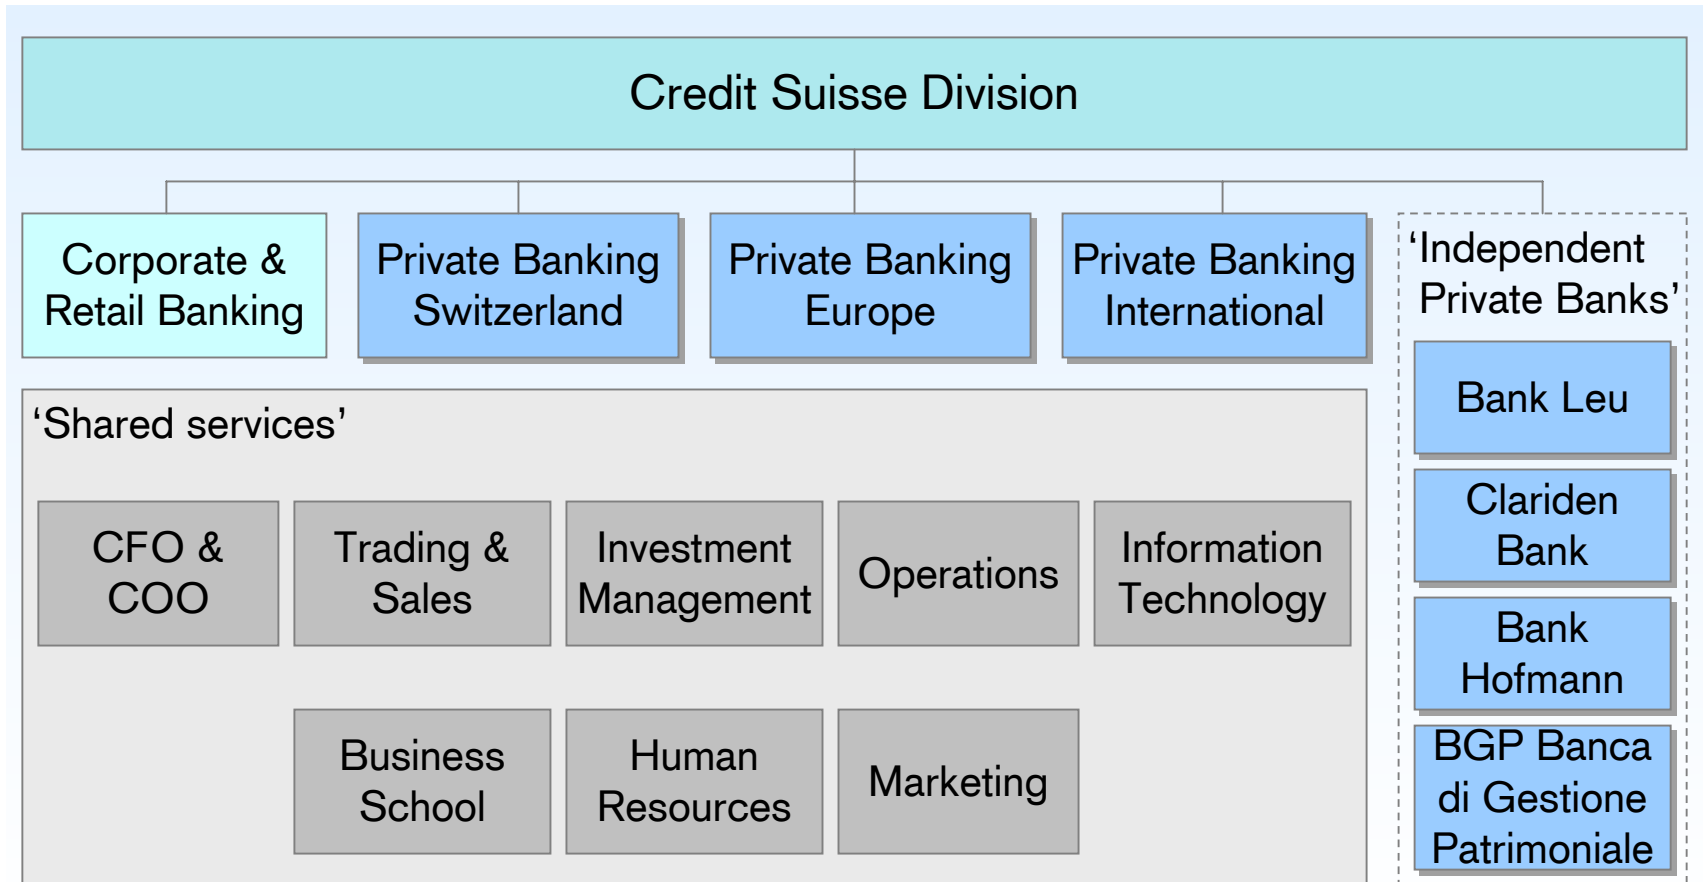 Credit Suisse Division
Corporate &
Retail Banking
Private Banking
Switzerland
Private Banking
Europe
Private Banking
International
‘Independent
Private Banks’
Bank Leu
Clariden
Bank
Bank
Hofmann
BGP Banca
di Gestione
Patrimoniale
‘Shared services’
CFO &
COO
Trading &
Sales
Investment
Management
Operations
Information
Technology
Business
School
Human
Resources
Marketing